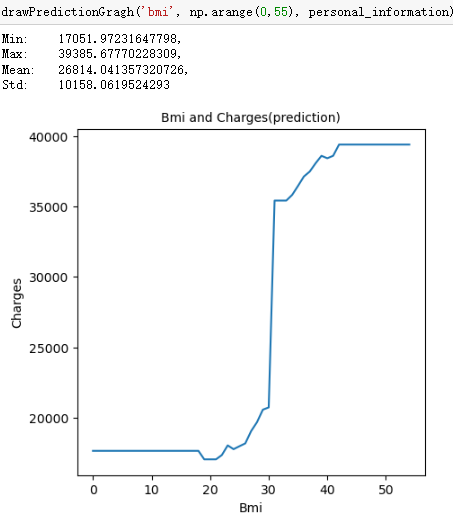 drawPredictionGragh('bmi', np.arange(0,55), personal_information)
Min: 17051.97231647798,
Max: 39385.67770228309,
Mean: 26814.041357320726,
Std: 10158.0619524293
Bmi and Charges(prediction)
40000
35000
30000
25000
20000
Charges
0 10 20 30 40 50
Bmi